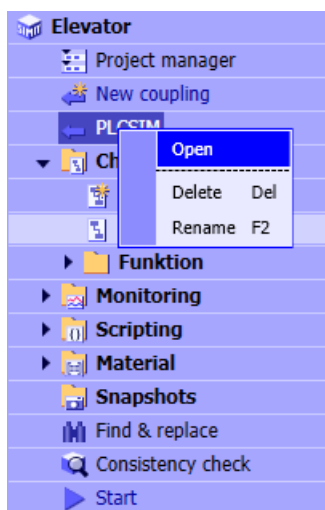 Elevator
Project manager
New coupling
PLCSIM
Open
Ch
Delete Del
Rename F2
Funktion
Monitoring
Scripting
Material
Snapshots
Find & replace
Consistency check
Start